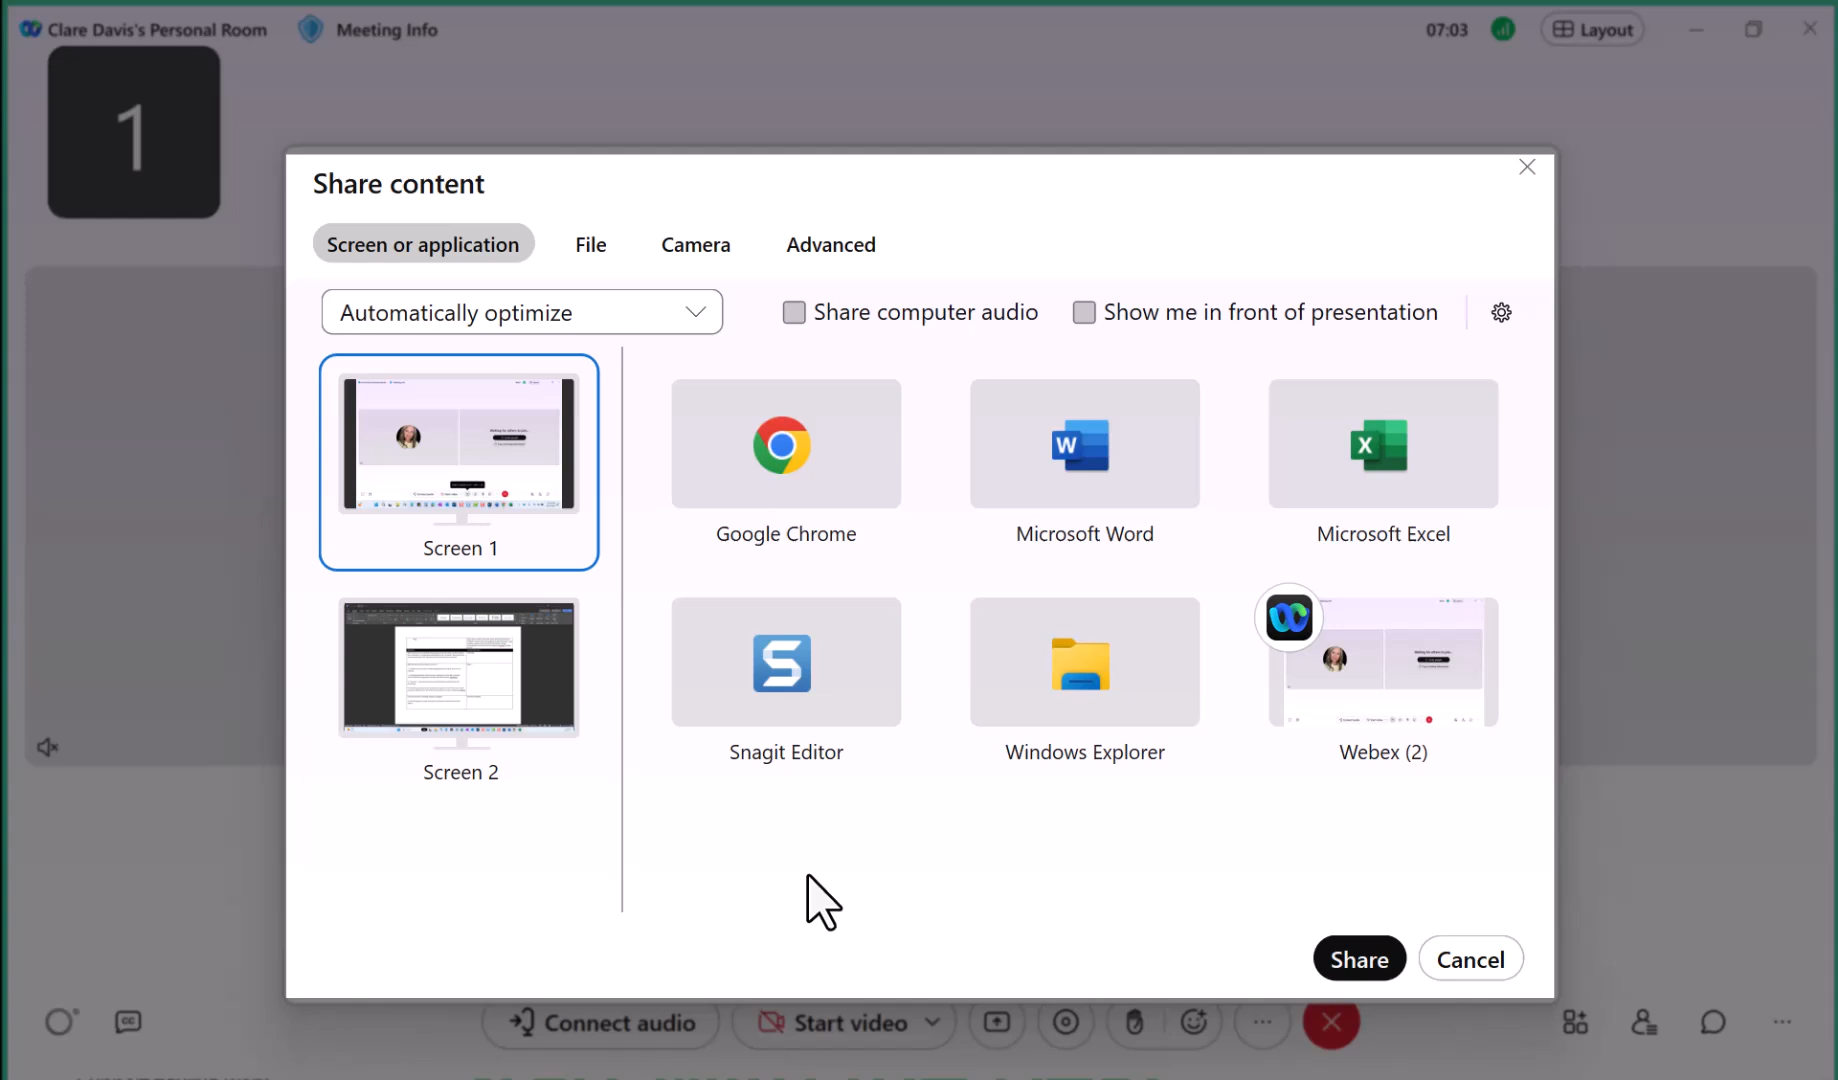 Clare Davis's Personal Room
Meeting Info
07:03
Layout
1
Share content
Screen or application
File
Camera
Advanced
Automatically optimize
Share computer audio
Show me in front of presentation
Screen 1
Screen 2
Google Chrome
W
Microsoft Word
X
Microsoft Excel
S
Snagit Editor
Windows Explorer
Webex (2)
Share
Cancel
CC
Connect audio
Start video